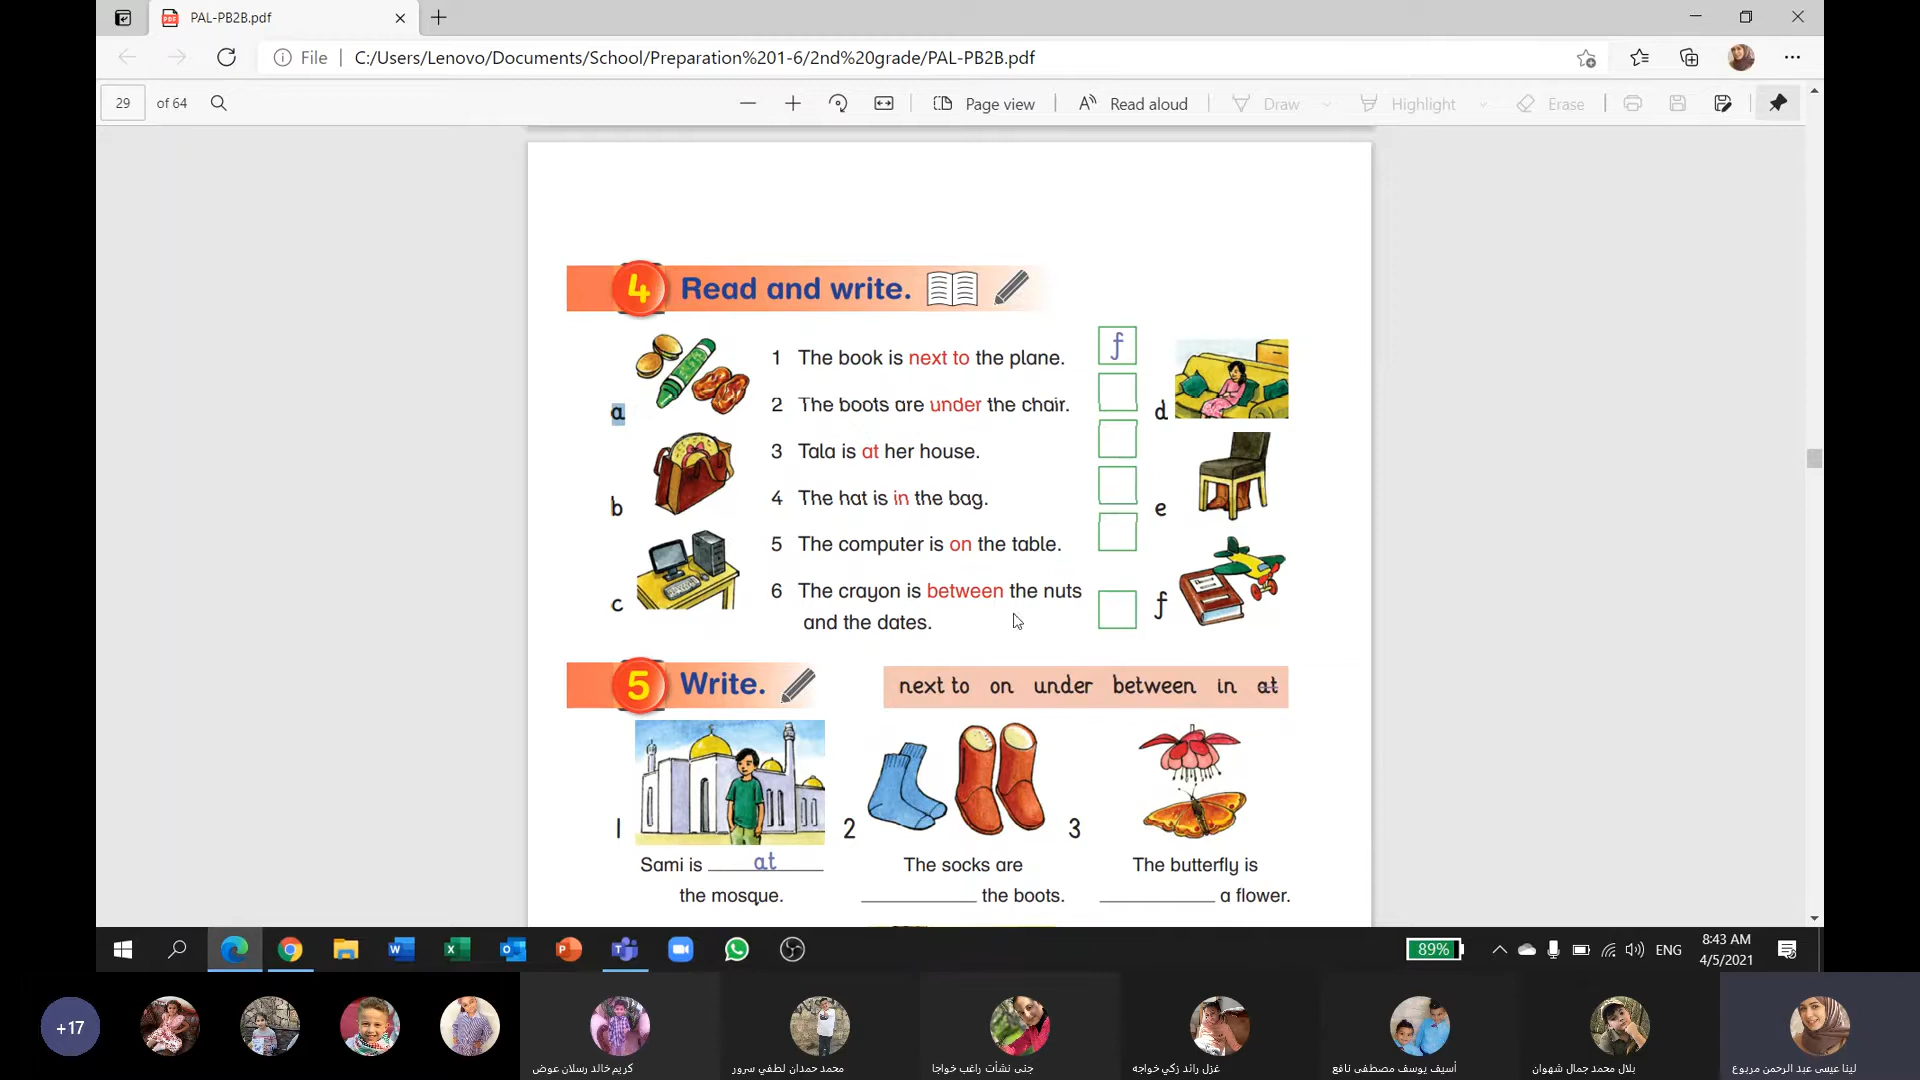 PAL-PB2B.pdf
File
C:/Users/Lenovo/Documents/School/Preparation%201-6/2nd%20grade/PAL-PB2B.pdf
29 of 64
Page view
Read aloud
Draw
Highlight
Erase
4 Read and write.
a
b
c
1 The book is next to the plane. f
2 The boots are under the chair.
3 Tala is at her house.
4 The hat is in the bag.
5 The computer is on the table.
6 The crayon is between the nuts
and the dates.
d
e
f
5 Write.
next to on under between in at
1
Sami is at
the mosque.
2
The socks are
____ the boots.
3
The butterfly is
____ a flower.
89%
ENG
8:43 AM
4/5/2021
+17
كريم خالد رسلان عوض
محمد حمدان لطفي سرور
جنى نشأت راغب خواجا
غزل رائد زكي خواجه
أسيف يوسف مصطفى نافع
بلال محمد جمال شهوان
لينا عيسى عبد الرحمن مربوع